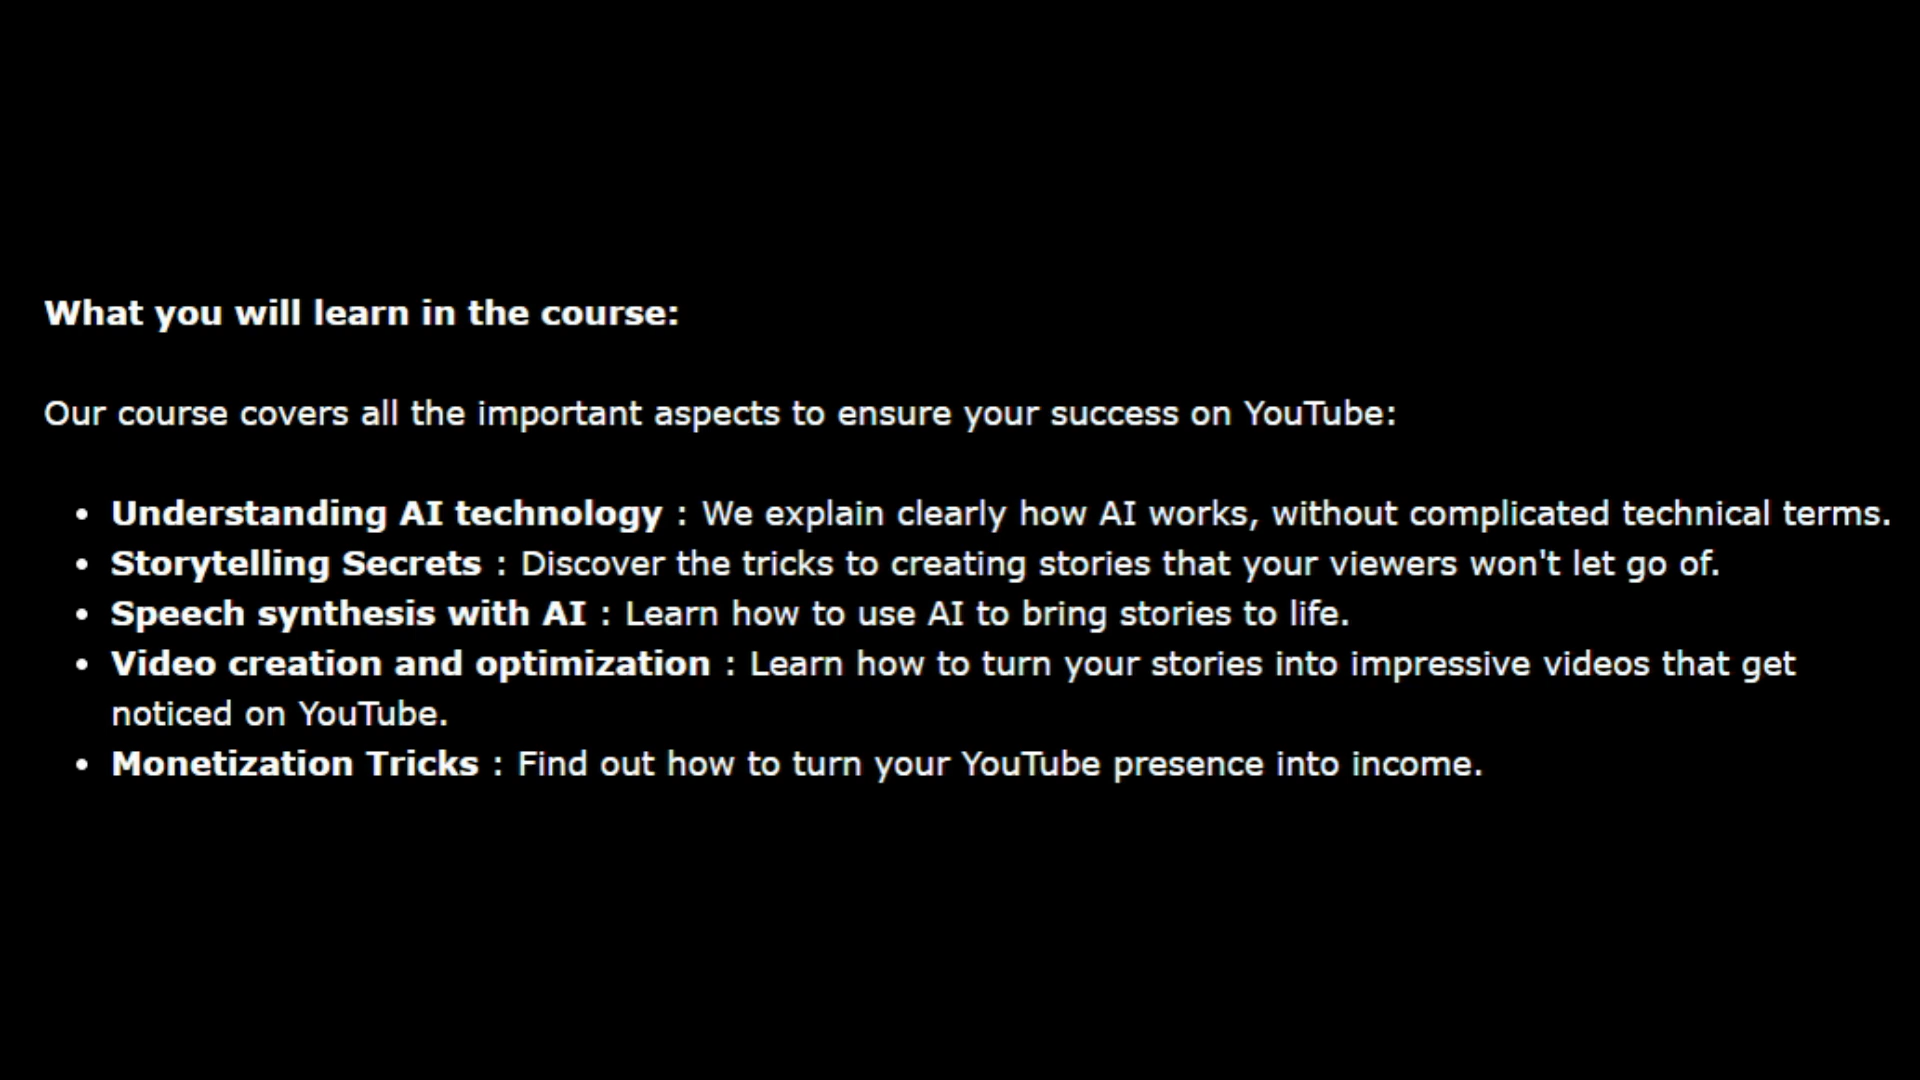 What you will learn in the course:
Our course covers all the important aspects to ensure your success on YouTube:
• Understanding AI technology : We explain clearly how AI works, without complicated technical terms.
• Storytelling Secrets : Discover the tricks to creating stories that your viewers won't let go of.
• Speech synthesis with AI : Learn how to use AI to bring stories to life.
• Video creation and optimization : Learn how to turn your stories into impressive videos that get
noticed on YouTube.
• Monetization Tricks : Find out how to turn your YouTube presence into income.